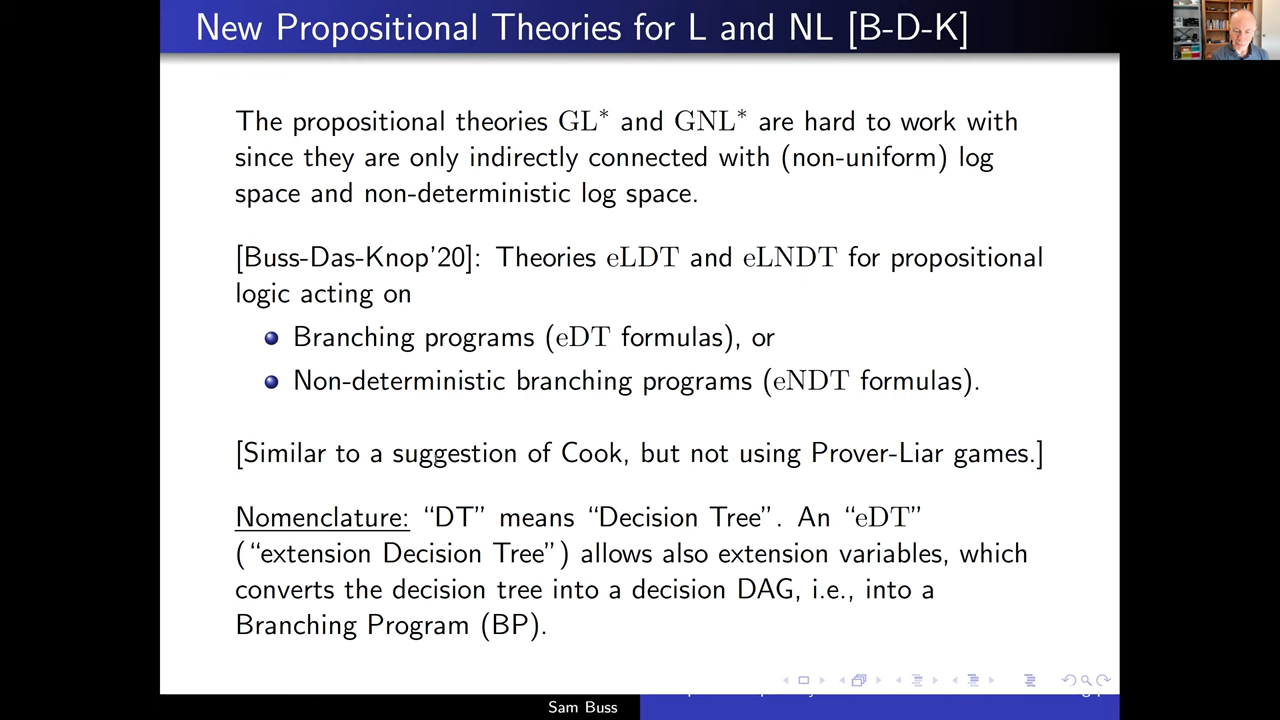 New Propositional Theories for L and NL [B-D-K]
The propositional theories GL* and GNL* are hard to work with
since they are only indirectly connected with (non-uniform) log
space and non-deterministic log space.
[Buss-Das-Knop'20]: Theories eLDT and eLNDT for propositional
logic acting on
Branching programs (eDT formulas), or
Non-deterministic branching programs (eNDT formulas).
[Similar to a suggestion of Cook, but not using Prover-Liar games.]
Nomenclature: “DT” means “Decision Tree”. An “eDT”
(“extension Decision Tree”) allows also extension variables, which
converts the decision tree into a decision DAG, i.e., into a
Branching Program (BP).
Sam Buss